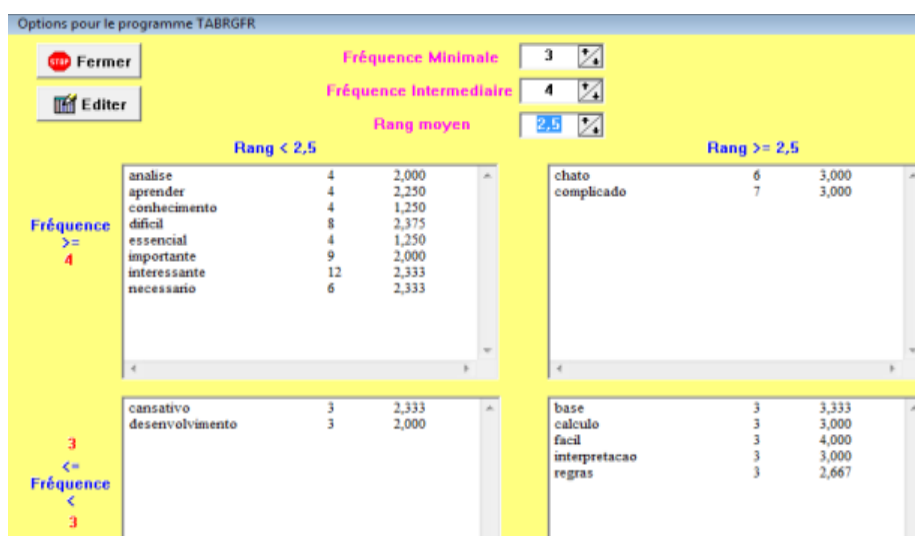 Options pour le programme TABRGFR
STOP Fermer
Fréquence Minimale 3
Editer
Fréquence Intermediaire 4
Rang moyen 2,5
Rang < 2,5 Rang >= 2,5
Fréquence
>=
4
analise 4 2,000
aprender 4 2,250
conhecimento 4 1,250
dificil 8 2,375
essencial 4 1,250
importante 9 2,000
interessante 12 2,333
necessario 6 2,333
chato 6 3,000
complicado 7 3,000
3
<=
Fréquence
<
3
cansativo 3 2,333
desenvolvimento 3 2,000
base 3 3,333
calculo 3 3,000
facil 3 4,000
interpretacao 3 3,000
regras 3 2,667